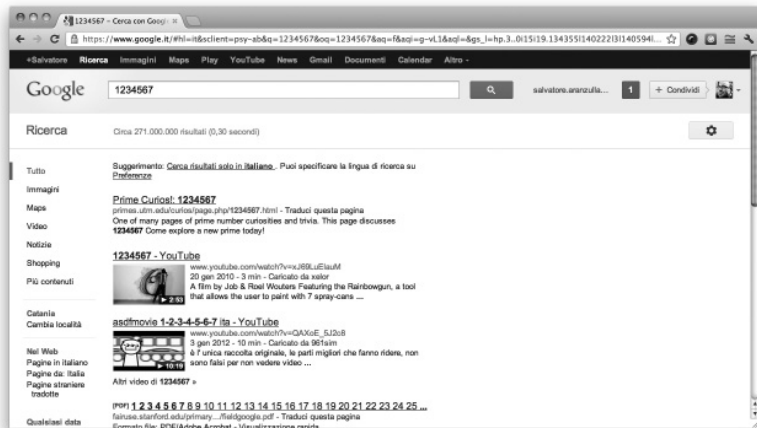 1234567 - Cerca con Googl
https://www.google.it/#hl=it&sclient=psy-ab&q=1234567&oq=1234567&aq=f&aqi=g-vL1&aql=&gs_l=hp.3..0i15i19.134355l140222l3l140594l...
+Salvatore Ricerca Immagini Maps Play YouTube News Gmail Documenti Calendar Altro
Google 1234567 salvatore.aranzulla... 1 + Condividi
Ricerca Circa 271.000.000 risultati (0,30 secondi)
Tutto
Immagini
Maps
Video
Notizie
Shopping
Più contenuti
Catania
Cambia località
Nel Web
Pagine in italiano
Pagine da: Italia
Pagine straniere
tradotte
Qualsiasi data
Suggerimento: Cerca risultati solo in italiano . Puoi specificare la lingua di ricerca su
Preferenze
Prime Curios!: 1234567
primes.utm.edu/curios/page.php/1234567.html - Traduci questa pagina
One of many pages of prime number curiosities and trivia. This page discusses
1234567 Come explore a new prime today!
1234567 - YouTube
www.youtube.com/watch?v=xJ69LuElauM
20 gen 2010 - 3 min - Caricato da xelor
A film by Job & Roel Wouters Featuring the Rainbowgun, a tool
that allows the user to paint with 7 spray-cans ...
2:53
asdfmovie 1-2-3-4-5-6-7 ita - YouTube
www.youtube.com/watch?v=QAXoE_5J2c8
3 gen 2012 - 10 min - Caricato da 961sim
è l' unica raccolta originale, le parti migliori che fanno ridere, non
sono falsi per non vedere video ...
10:19
Altri video di 1234567 »
[PDF] 1 2 3 4 5 6 7 8 9 10 11 12 13 14 15 16 17 18 19 20 21 22 23 24 25 ...
fairuse.stanford.edu/primary.../fieldgoogle.pdf - Traduci questa pagina
Formato file: PDF/Adobe Acrobat - Visualizzazione rapida